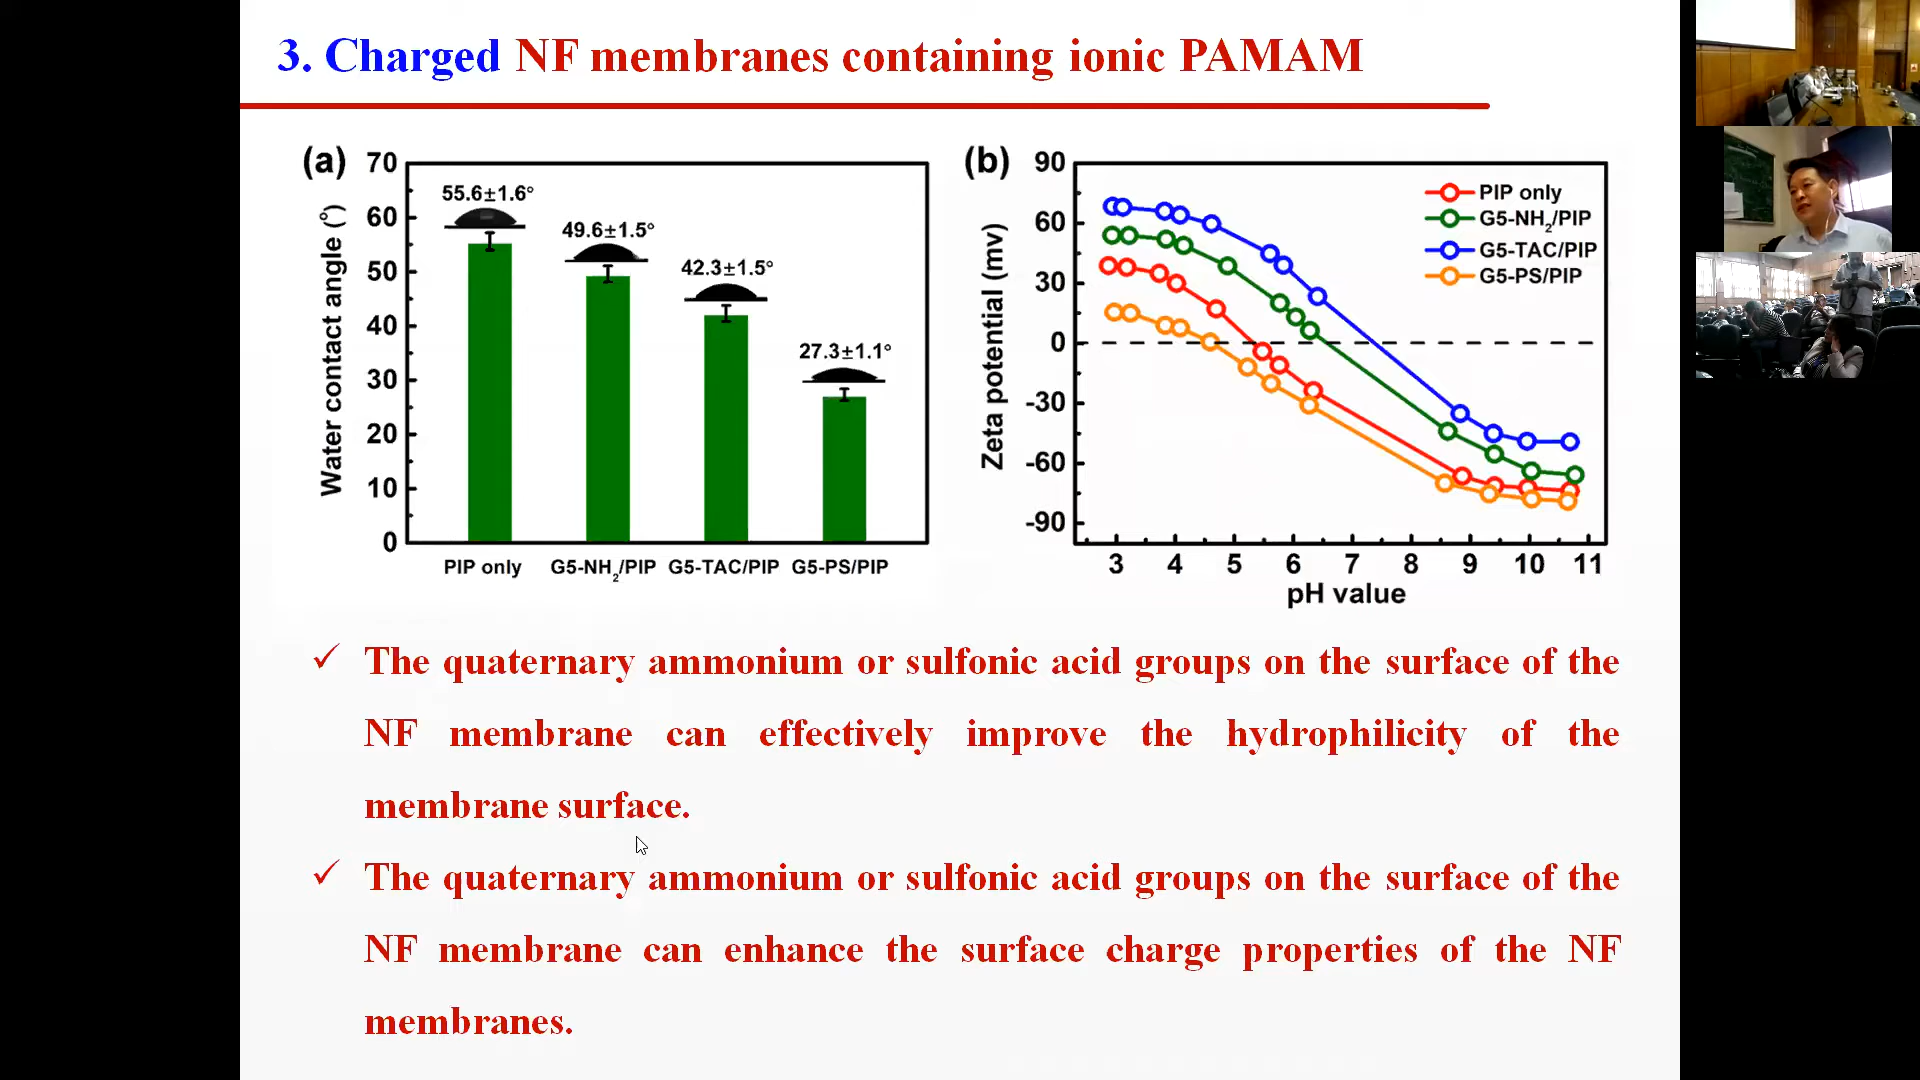 3. Charged NF membranes containing ionic PAMAM
(a)
70
60
50
40
30
20
10
0
Water contact angle (°)
55.6±1.6°
49.6±1.5°
42.3±1.5°
27.3±1.1°
PIP only
G5-NH2/PIP
G5-TAC/PIP
G5-PS/PIP
(b)
90
60
30
0
-30
-60
-90
Zeta potential (mv)
PIP only
G5-NH2/PIP
G5-TAC/PIP
G5-PS/PIP
3 4 5 6 7 8 9 10 11
pH value
✓ The quaternary ammonium or sulfonic acid groups on the surface of the
NF membrane can effectively improve the hydrophilicity of the
membrane surface.
✓ The quaternary ammonium or sulfonic acid groups on the surface of the
NF membrane can enhance the surface charge properties of the NF
membranes.